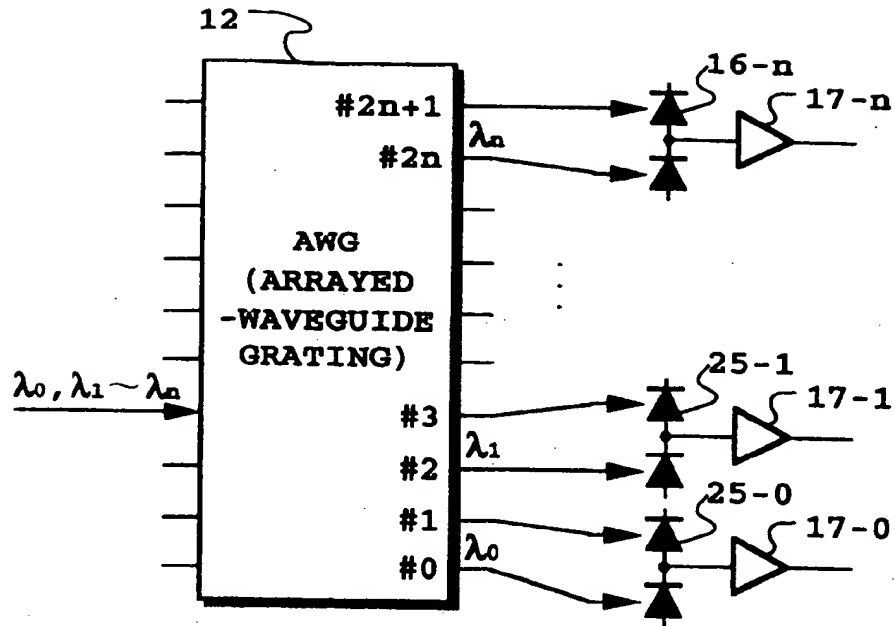 12
16-n
#2n+1
17-n
λn
#2n
AWG
(ARRAYED
-WAVEGUIDE
GRATING)
λ0,λ1~λn
25-1
17-1
#3
λ1
#2
25-0
#1
17-0
λ0
#0